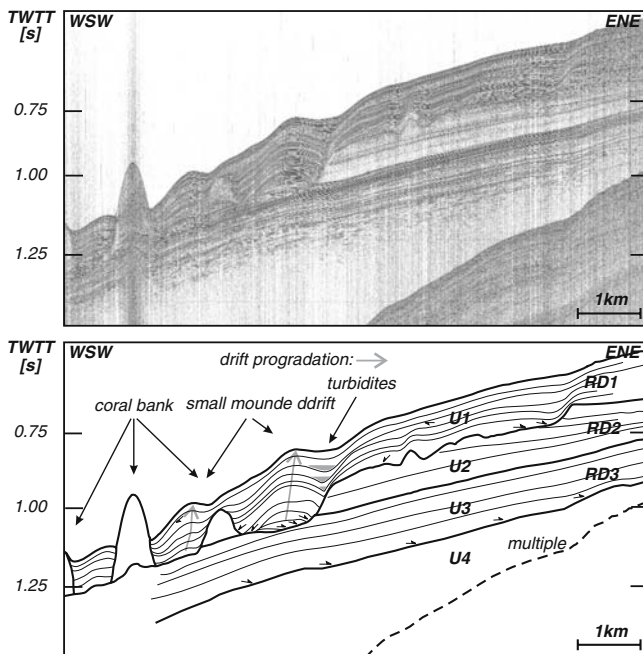 TWTT
[s]
WSW
ENE
0.75
1.00
1.25
1km
TWTT
[s]
WSW
ENE
drift progradation:
turbidites
coral bank
small mounde ddrift
RD1
U1
0.75
RD2
U2
RD3
1.00
U3
multiple
U4
1.25
1km